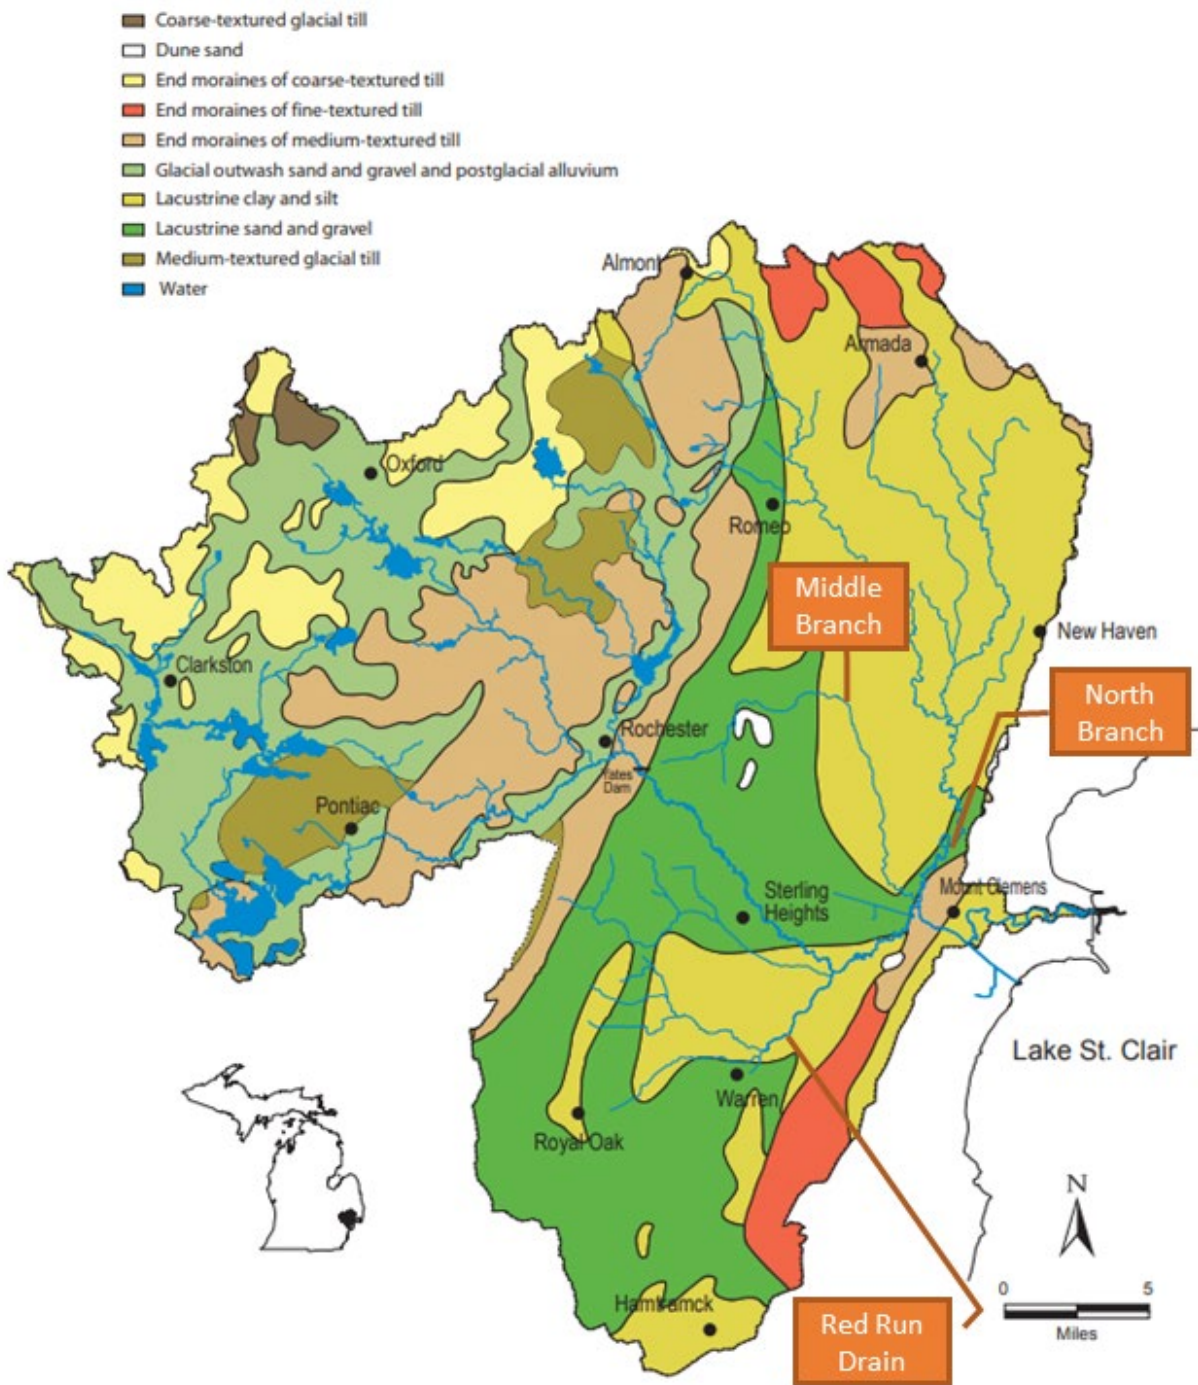 Coarse-textured glacial till
Dune sand
End moraines of coarse-textured till
End moraines of fine-textured till
End moraines of medium-textured till
Glacial outwash sand and gravel and postglacial alluvium
Lacustrine clay and silt
Lacustrine sand and gravel
Medium-textured glacial till
Water
Almont
Armada
Oxford
Romeo
Middle
Branch
New Haven
Clarkston
North
Branch
Rochester
Yates
Dam
Pontiac
Sterling
Heights
Mount Clemens
Lake St. Clair
Warren
Royal Oak
N
0 5
Miles
Hamtramck
Red Run
Drain